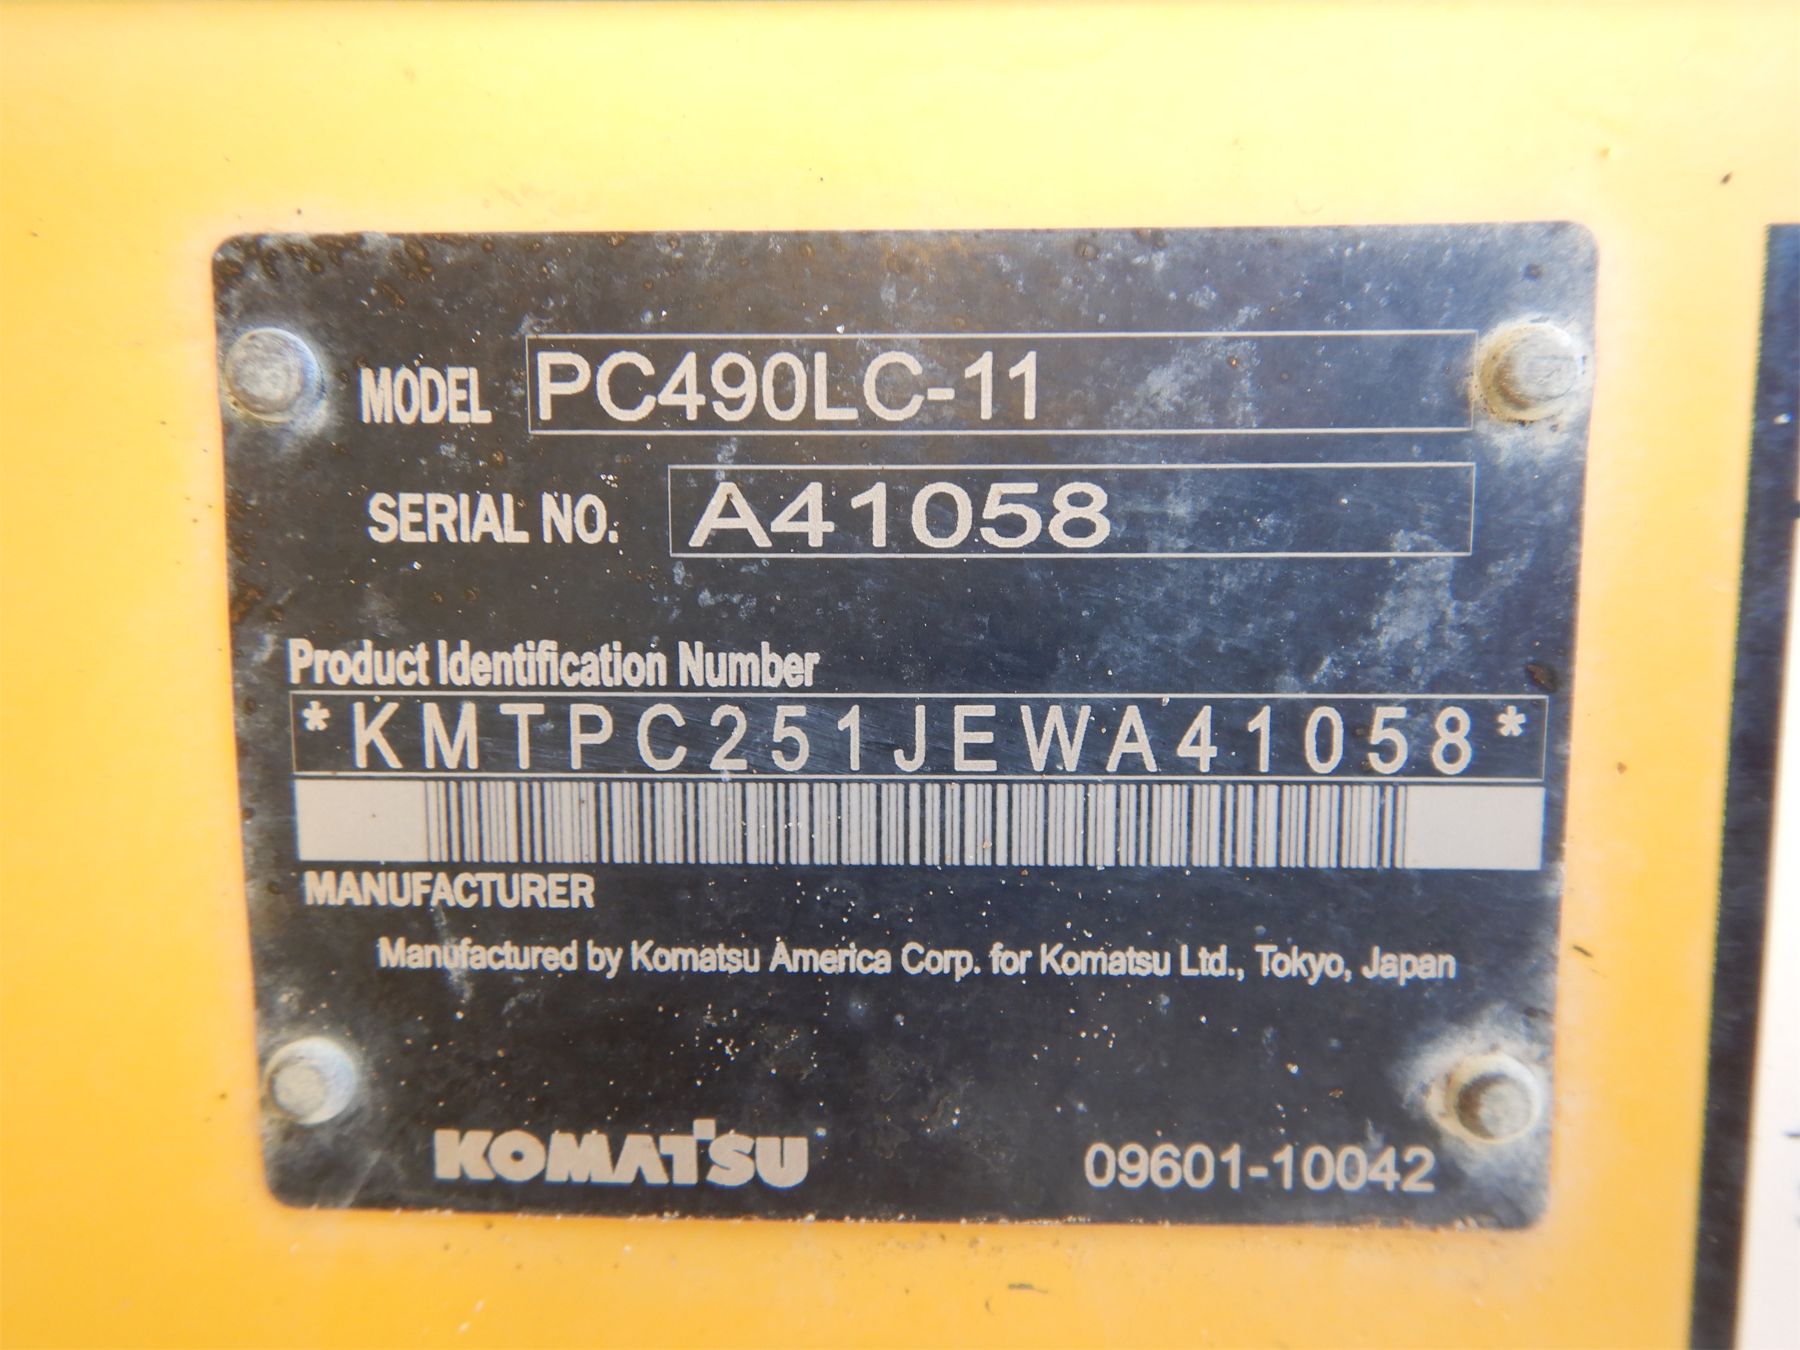 MODEL PC490LC-11
SERIAL NO. A41058
Product Identification Number
*KMTPC251JEWA41058*
MANUFACTURER
Manufactured by Komatsu America Corp. for Komatsu Ltd., Tokyo, Japan
KOMATSU 09601-10042